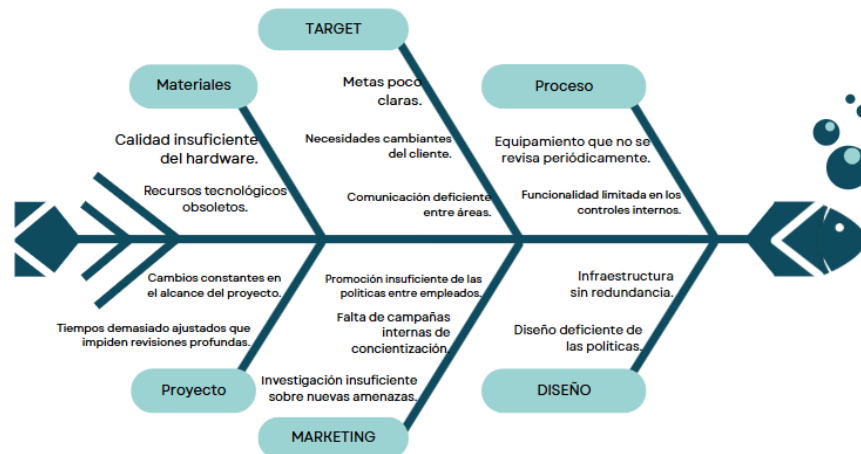 TARGET
Metas poco
claras.
Necesidades cambiantes
del cliente.
Comunicación deficiente
entre áreas.
Materiales
Calidad insuficiente
del hardware.
Recursos tecnológicos
obsoletos.
Proceso
Equipamiento que no se
revisa periódicamente.
Funcionalidad limitada en los
controles internos.
Cambios constantes en
el alcance del proyecto.
Tiempos demasiado ajustados que
impiden revisiones profundas.
Proyecto
Promoción insuficiente de las
políticas entre empleados.
Falta de campañas
internas de
concientización.
Investigación insuficiente
sobre nuevas amenazas.
MARKETING
Infraestructura
sin redundancia.
Diseño deficiente de
las políticas.
DISEÑO